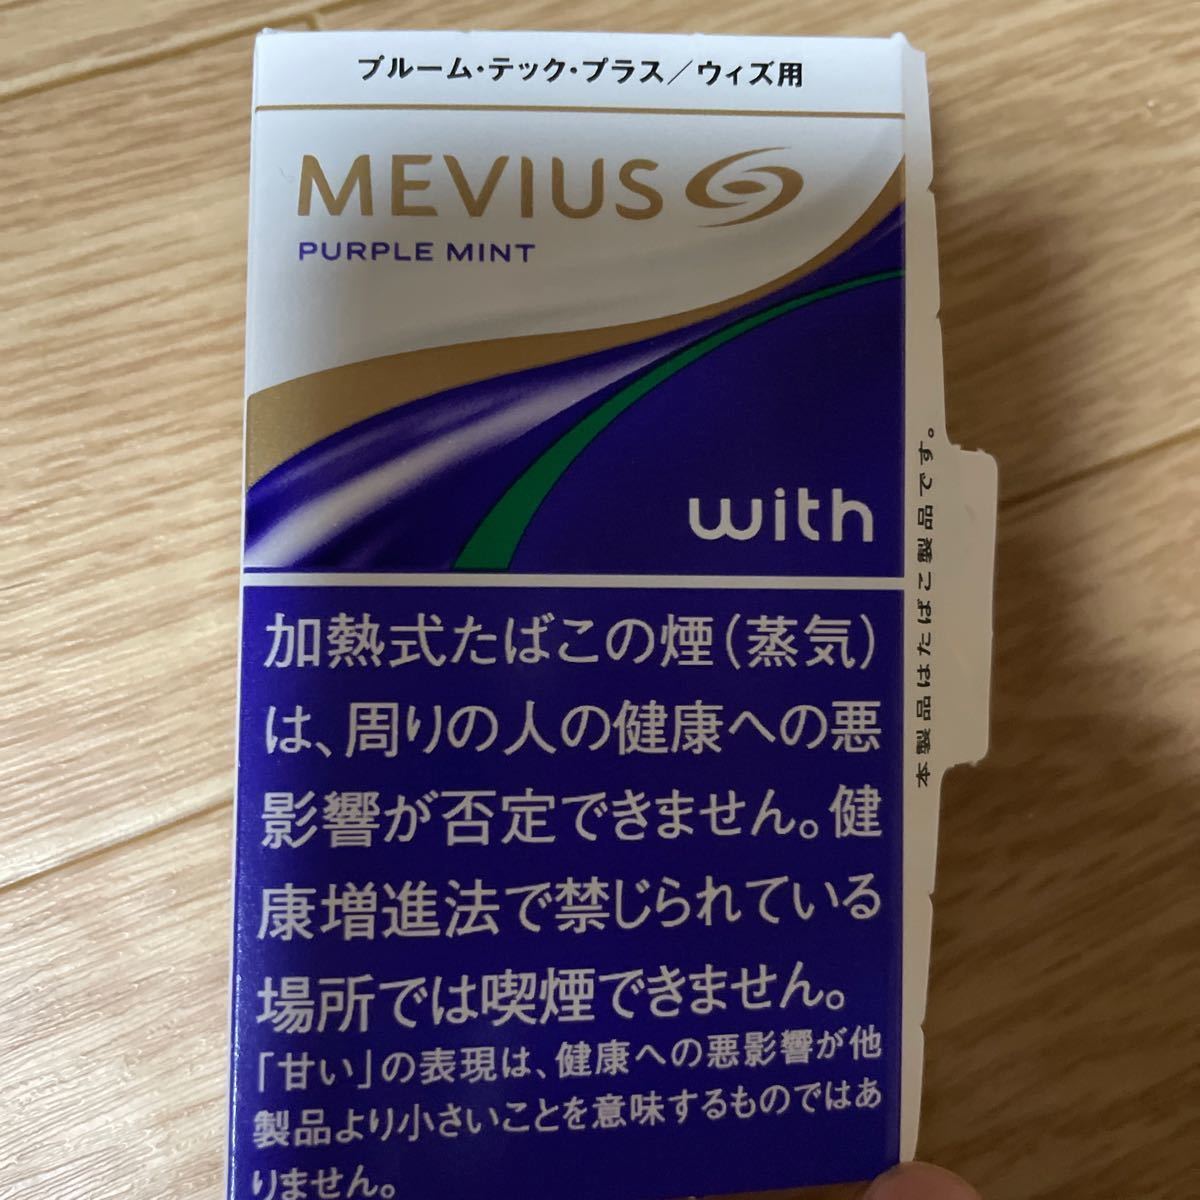 プルーム・テック・プラス/ウィズ用
MEVIUS
PURPLE MINT
with
加熱式たばこの煙(蒸気)
は、周りの人の健康への悪
影響が否定できません。健
康増進法で禁じられている
場所では喫煙できません。
「甘い」の表現は、健康への悪影響が他
製品より小さいことを意味するものではあ
りません。
本製品はたばこ製品です。